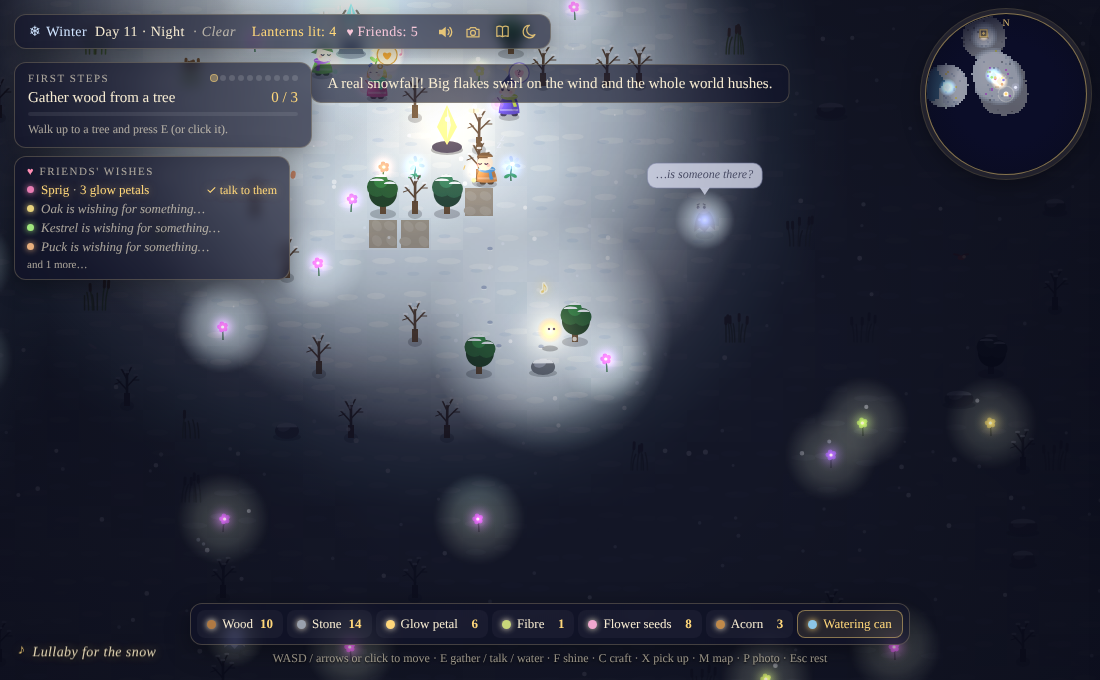 ❄ Winter Day 11 · Night · Clear Lanterns lit: 4 ♥ Friends: 5
N
FIRST STEPS
Gather wood from a tree 0 / 3
Walk up to a tree and press E (or click it).
A real snowfall! Big flakes swirl on the wind and the whole world hushes.
♥ FRIENDS' WISHES
Sprig · 3 glow petals ✓ talk to them
Oak is wishing for something…
Kestrel is wishing for something…
Puck is wishing for something…
and 1 more…
…is someone there?
Wood 10 Stone 14 Glow petal 6 Fibre 1 Flower seeds 8 Acorn 3 Watering can
♪ Lullaby for the snow
WASD / arrows or click to move · E gather / talk / water · F shine · C craft · X pick up · M map · P photo · Esc rest